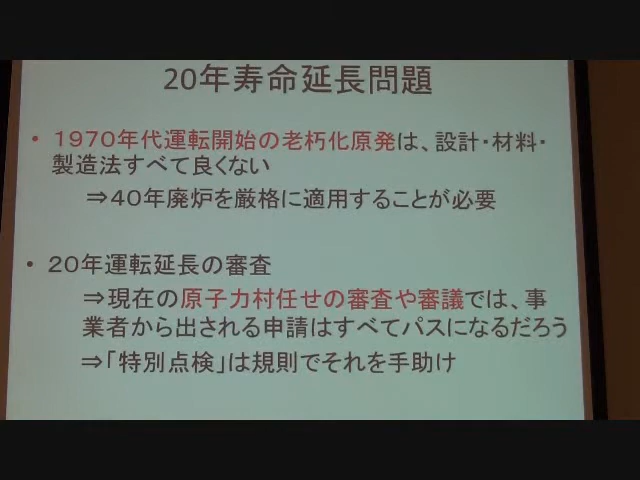 20年寿命延長問題
• １９７０年代運転開始の老朽化原発は、設計・材料・
製造法すべて良くない
⇒４０年廃炉を厳格に適用することが必要
• ２０年運転延長の審査
⇒現在の原子力村任せの審査や審議では、事
業者から出される申請はすべてパスになるだろう
⇒「特別点検」は規則でそれを手助け